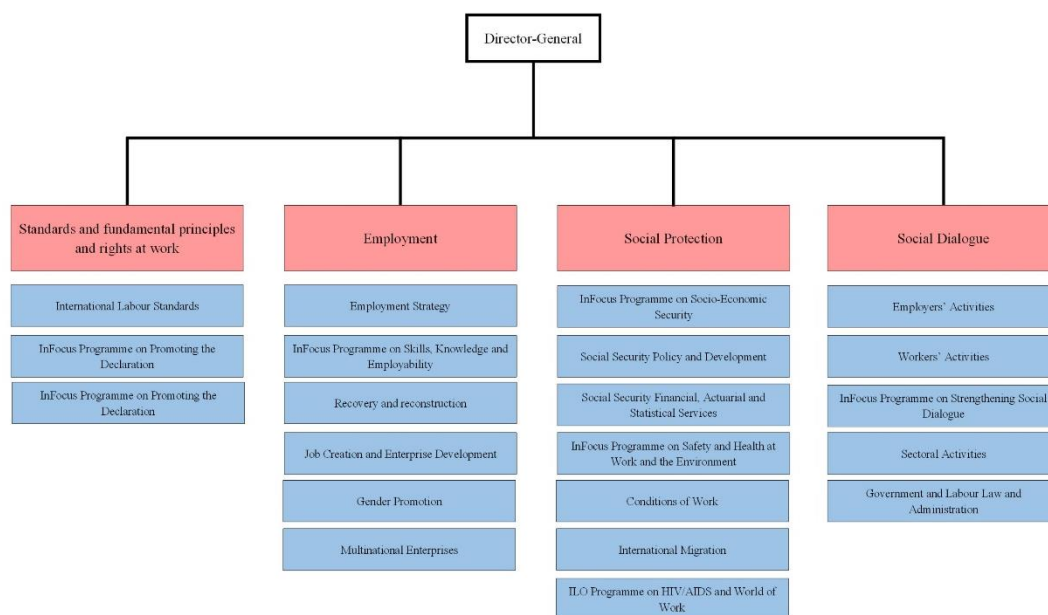 Director-General
Standards and fundamental principles
and rights at work
International Labour Standards
InFocus Programme on Promoting the
Declaration
InFocus Programme on Promoting the
Declaration
Employment
Employment Strategy
InFocus Programme on Skills, Knowledge and
Employability
Recovery and reconstruction
Job Creation and Enterprise Development
Gender Promotion
Multinational Enterprises
Social Protection
InFocus Programme on Socio-Economic
Security
Social Security Policy and Development
Social Security Financial, Actuarial and
Statistical Services
InFocus Programme on Safety and Health at
Work and the Environment
Conditions of Work
International Migration
ILO Programme on HIV/AIDS and World of
Work
Social Dialogue
Employers’ Activities
Workers’ Activities
InFocus Programme on Strengthening Social
Dialogue
Sectoral Activities
Government and Labour Law and
Administration